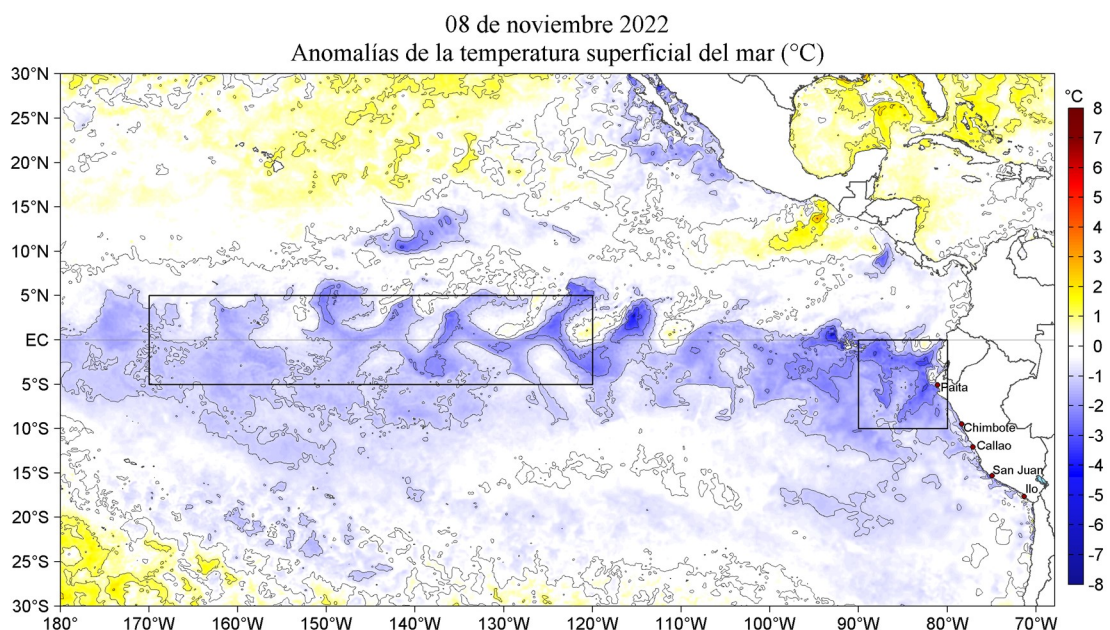 08 de noviembre 2022
Anomalías de la temperatura superficial del mar (°C)
30°N
25°N
20°N
15°N
10°N
5°N
EC
5°S
10°S
15°S
20°S
25°S
30°S
180
170°W
160°W
150°W
140°W
130°W
120°W
110°W
100°W
90°W
80°W
70°W
Paita
Chimbote
Callao
San Juan
Ilo
°C
8
7
6
5
4
3
2
1
0
-1
-2
-3
-4
-5
-6
-7
-8